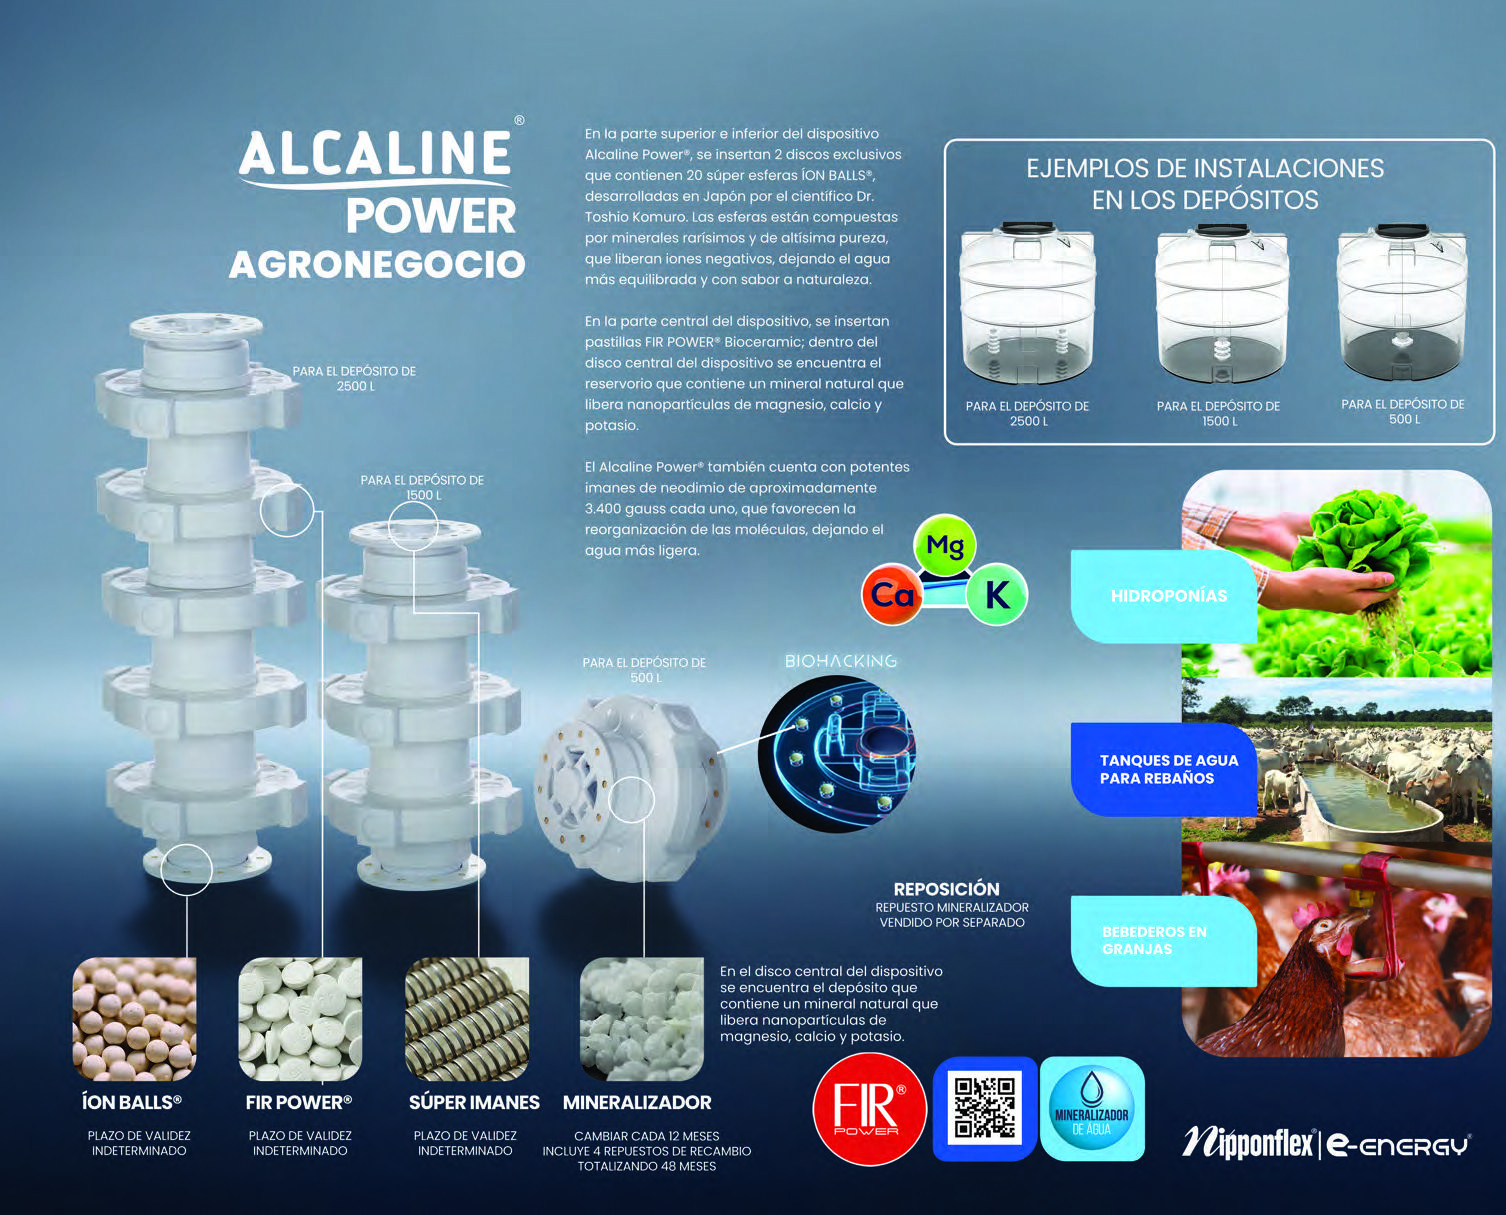 ALCALINE®
POWER
AGRONEGOCIO
En la parte superior e inferior del dispositivo
Alcaline Power®, se insertan 2 discos exclusivos
que contienen 20 súper esferas ÍON BALLS®,
desarrolladas en Japón por el científico Dr.
Toshio Komuro. Las esferas están compuestas
por minerales rarísimos y de altísima pureza,
que liberan iones negativos, dejando el agua
más equilibrada y con sabor a naturaleza.
En la parte central del dispositivo, se insertan
pastillas FIR POWER® Bioceramic; dentro del
disco central del dispositivo se encuentra el
reservorio que contiene un mineral natural que
libera nanopartículas de magnesio, calcio y
potasio.
El Alcaline Power® también cuenta con potentes
imanes de neodimio de aproximadamente
3.400 gauss cada uno, que favorecen la
reorganización de las moléculas, dejando el
agua más ligera.
EJEMPLOS DE INSTALACIONES
EN LOS DEPÓSITOS
PARA EL DEPÓSITO DE
2500 L
PARA EL DEPÓSITO DE
1500 L
PARA EL DEPÓSITO DE
500 L
PARA EL DEPÓSITO DE
2500 L
PARA EL DEPÓSITO DE
1500 L
PARA EL DEPÓSITO DE
500 L
Mg
Ca
K
BIOHACKING
HIDROPONÍAS
TANQUES DE AGUA
PARA REBAÑOS
BEBEDEROS EN
GRANJAS
REPOSICIÓN
REPUESTO MINERALIZADOR
VENDIDO POR SEPARADO
En el disco central del dispositivo
se encuentra el depósito que
contiene un mineral natural que
libera nanopartículas de
magnesio, calcio y potasio.
ÍON BALLS®
PLAZO DE VALIDEZ
INDETERMINADO
FIR POWER®
PLAZO DE VALIDEZ
INDETERMINADO
SÚPER IMANES
PLAZO DE VALIDEZ
INDETERMINADO
MINERALIZADOR
CAMBIAR CADA 12 MESES
INCLUYE 4 REPUESTOS DE RECAMBIO
TOTALIZANDO 48 MESES
FIR®
POWER
MINERALIZADOR
DE ÁGUA
Nipponflex® | e-ENERGY®